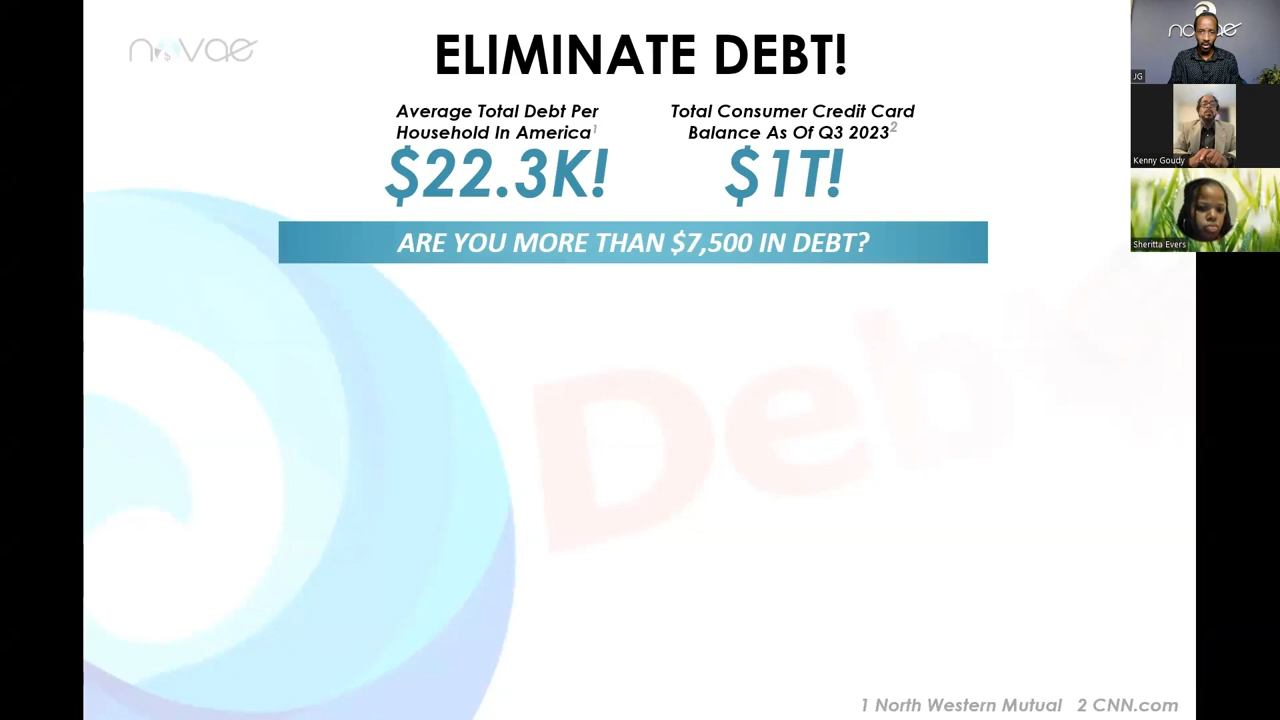 novae
ELIMINATE DEBT!
Average Total Debt Per
Household In America1
$22.3K!
Total Consumer Credit Card
Balance As Of Q3 20232
$1T!
ARE YOU MORE THAN $7,500 IN DEBT?
Debt
1 North Western Mutual 2 CNN.com
novae
JG
Kenny Goudy
Sheritta Evers